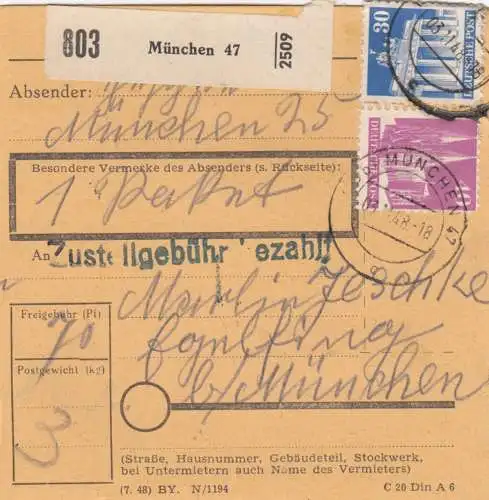 803 München 47 2509
30
DEUTSCHE POST
Absender:
München 25
Besondere Vermerke des Absenders (s. Rückseite):
1 Paket
MÜNCHEN 47
48.-18
An
Zustellgebühr bezahlt
Jeschke
Freigebühr (Pf)
70
Postgewicht (kg)
3
b/München
(Straße, Hausnummer, Gebäudeteil, Stockwerk,
bei Untermietern auch Name des Vermieters)
(7. 48) BY. N/1194 C 20 Din A 6